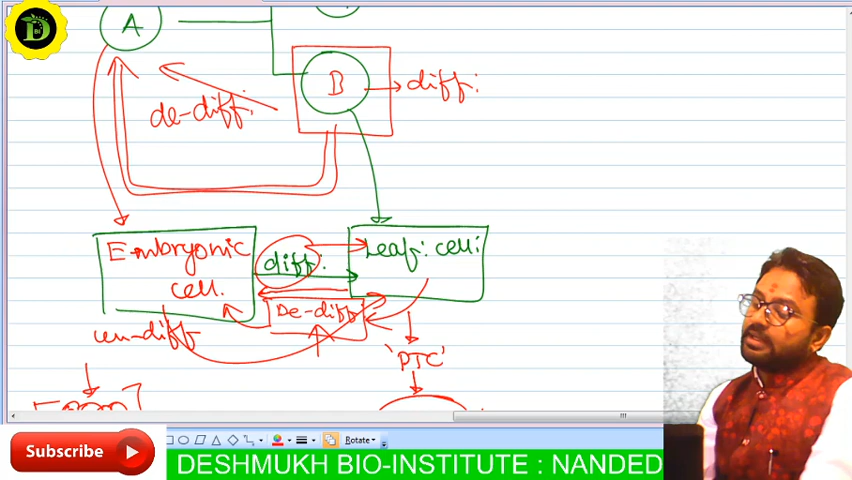 A
B
diff:
de-diff:
Embryonic
cell.
diff:
Leaf: cell:
De-diff
un-diff
'PTC'
Subscribe
Rotate
DESHMUKH BIO-INSTITUTE : NANDED